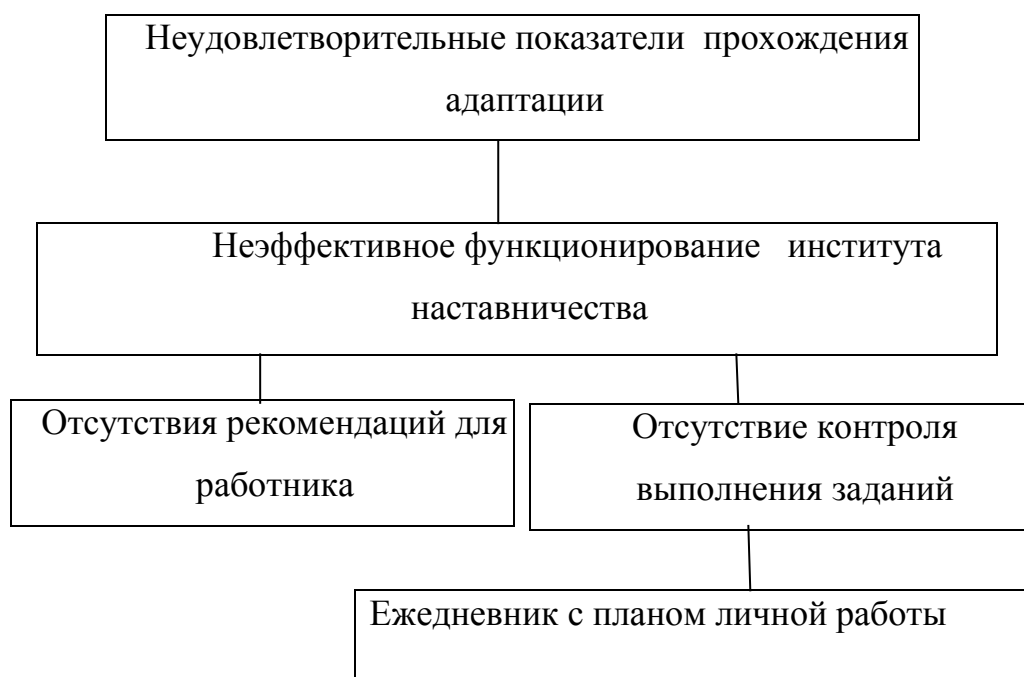 Неудовлетворительные показатели прохождения
адаптации
Неэффективное функционирование института
наставничества
Отсутствия рекомендаций для
работника
Отсутствие контроля
выполнения заданий
Ежедневник с планом личной работы